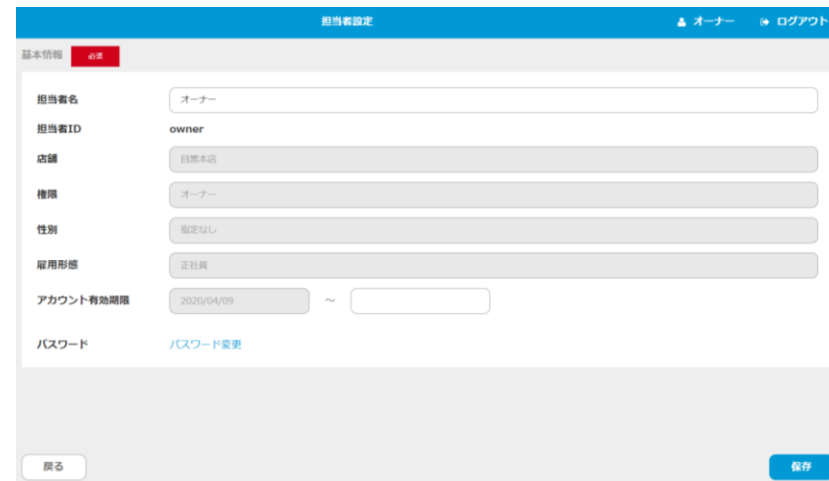 担当者設定 オーナー ログアウト
基本情報 必須
担当者名 オーナー
担当者ID owner
店舗 目黒本店
権限 オーナー
性別 指定なし
雇用形態 正社員
アカウント有効期限 2020/04/09 ～
パスワード パスワード変更
戻る 保存